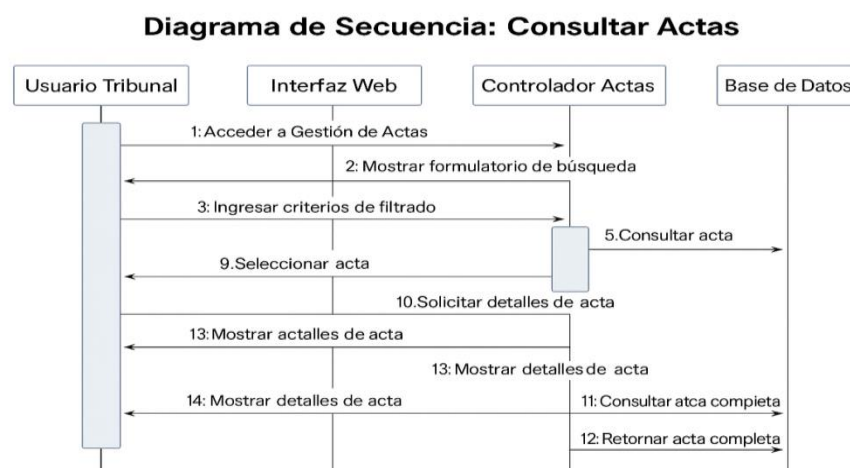 Diagrama de Secuencia: Consultar Actas
Usuario Tribunal
Interfaz Web
Controlador Actas
Base de Datos
1: Acceder a Gestión de Actas
2: Mostrar formulatorio de búsqueda
3: Ingresar criterios de filtrado
5.Consultar acta
9.Seleccionar acta
10.Solicitar detalles de acta
13: Mostrar actalles de acta
13: Mostrar detalles de acta
14: Mostrar detalles de acta
11: Consultar atca compieta
12: Retornar acta completa